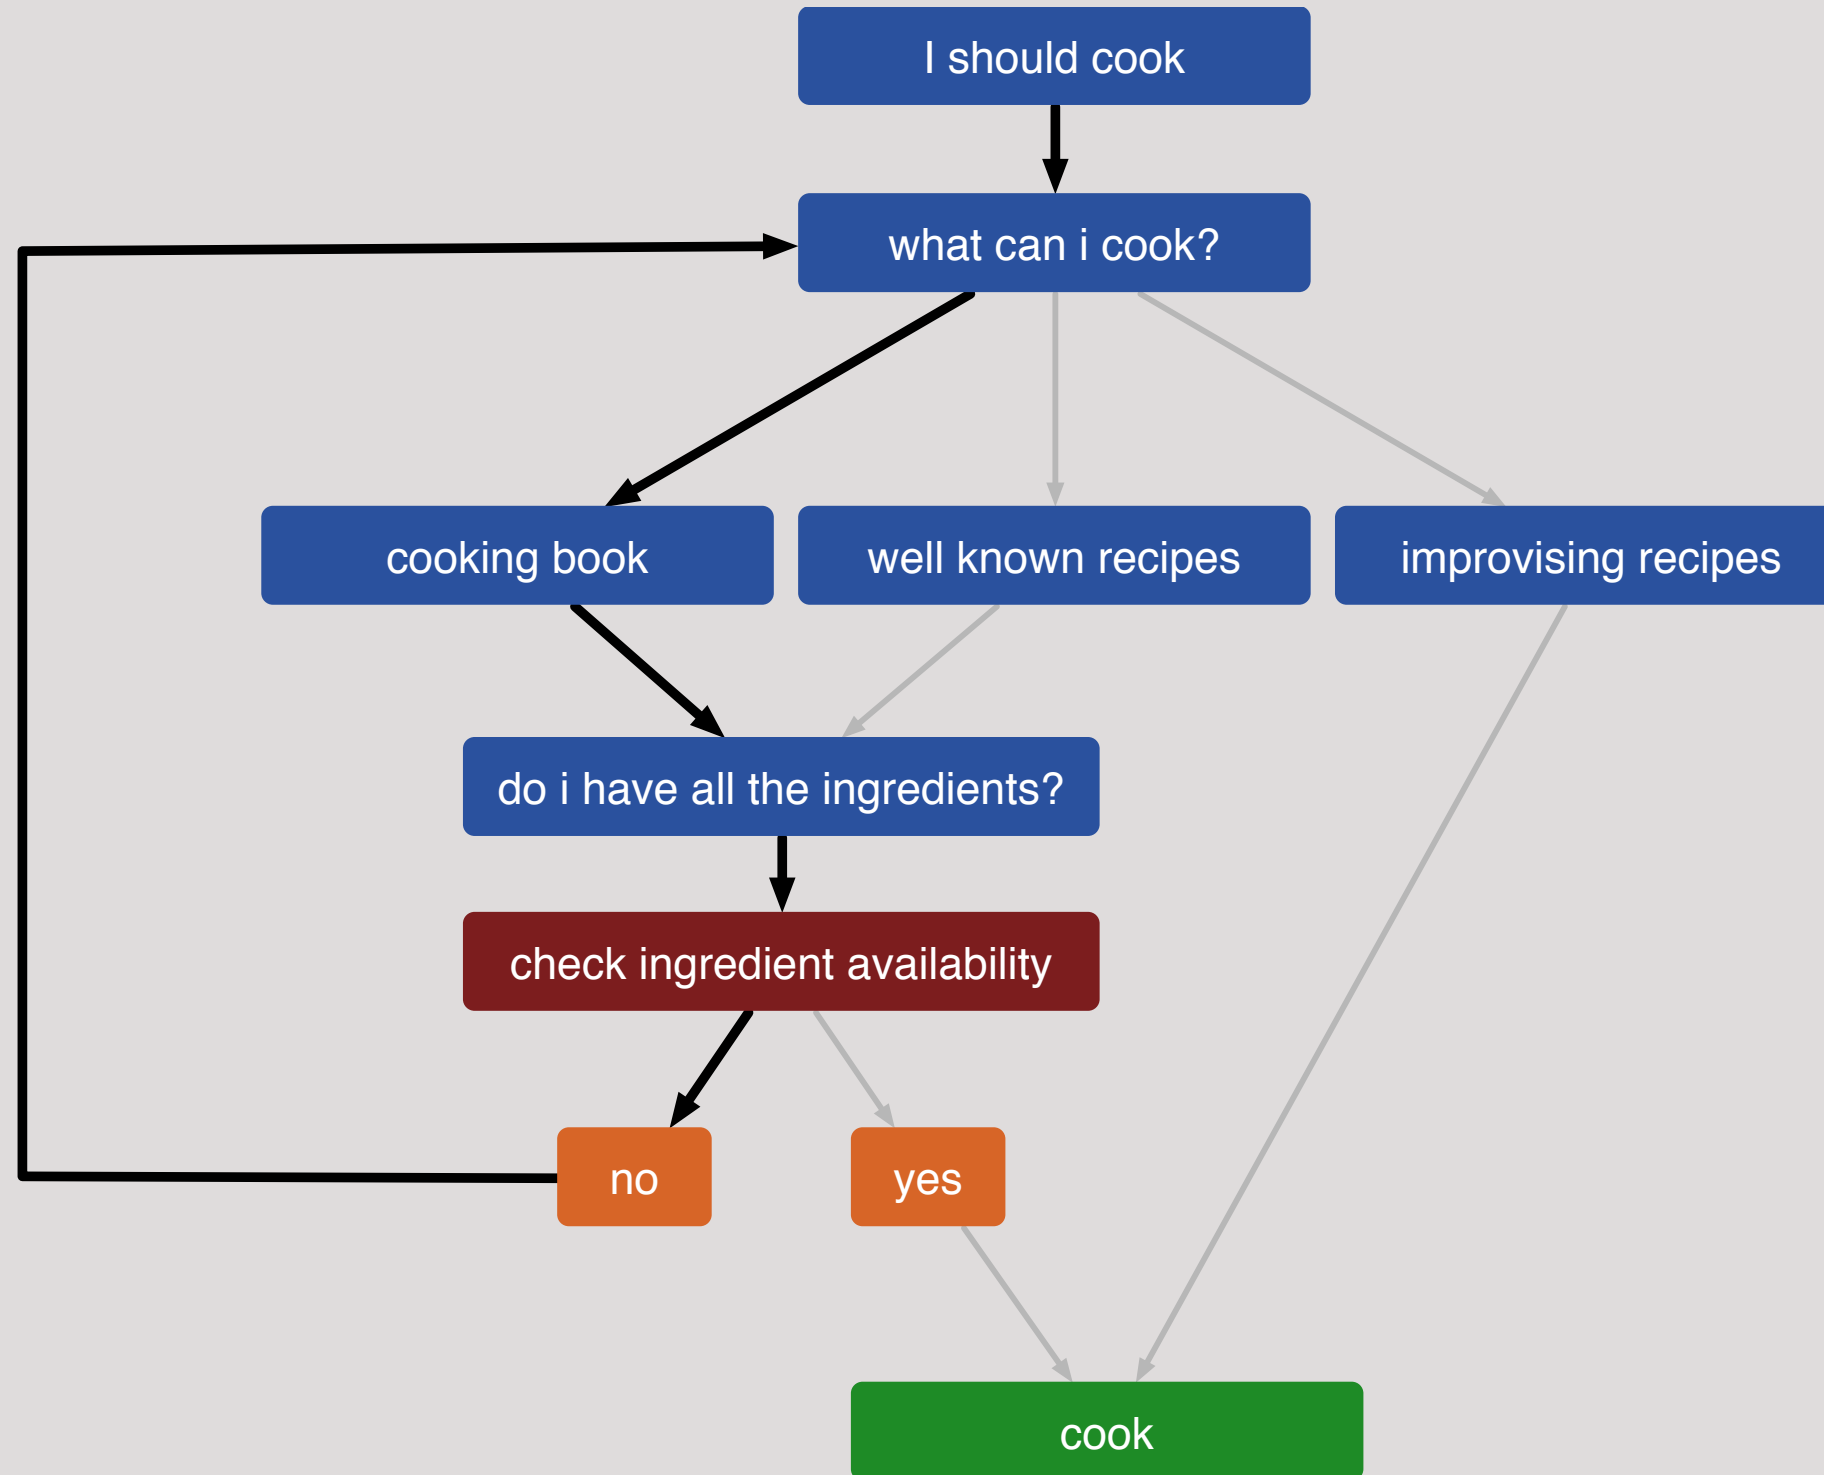 I should cook
what can i cook?
cooking book
well known recipes
improvising recipes
do i have all the ingredients?
check ingredient availability
no
yes
cook